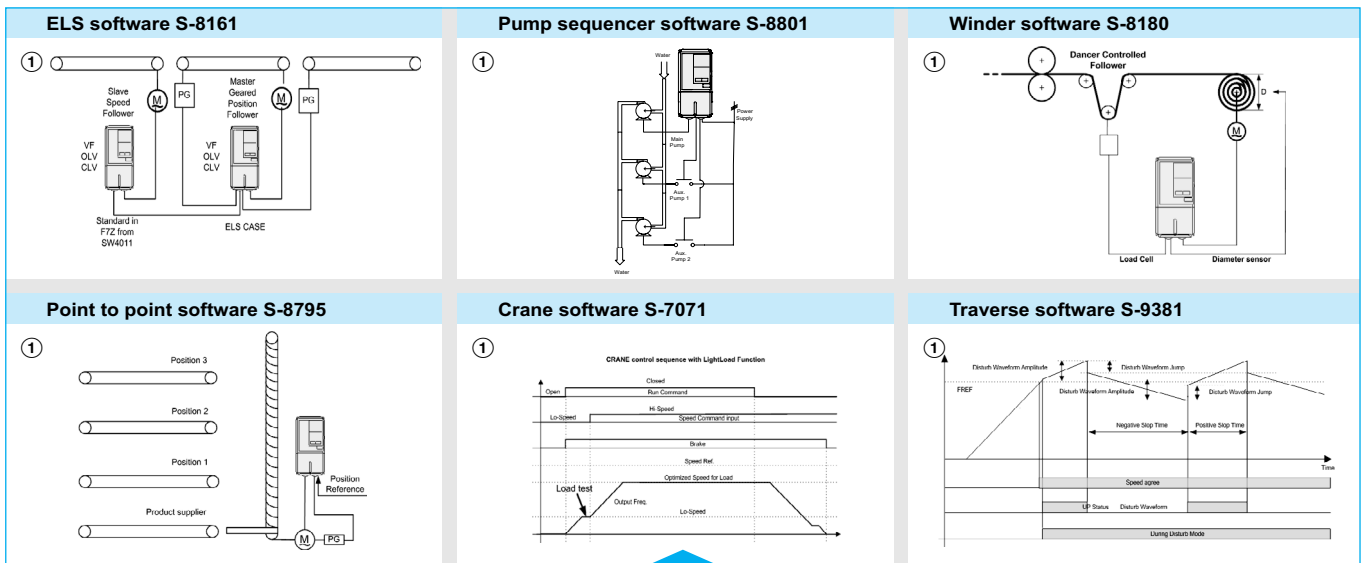 ELS software S-8161
1
Slave
Speed
Follower
M
PG
Master
Geared
Position
Follower
M
PG
VF
OLV
CLV
VF
OLV
CLV
Standard in
F7Z from
SW4011
ELS CASE
Pump sequencer software S-8801
1
Water
Power
Supply
Main
Pump
Aux.
Pump 1
Aux.
Pump 2
Water
Winder software S-8180
1
Dancer Controlled
Follower
D
M
Load Cell
Diameter sensor
Point to point software S-8795
1
Position 3
Position 2
Position 1
Position
Reference
Product supplier
M
PG
Crane software S-7071
1
CRANE control sequence with LightLoad Function
Closed
Open
Run Command
Hi-Speed
Lo-Speed
Speed Command input
Brake
Speed Ref.
Optimized Speed for Load
Load test
Output Freq.
Lo-Speed
Traverse software S-9381
1
Disturb Waveform Amplitude
Disturb Waveform Jump
FREF
Disturb Waveform Amplitude
Disturb Waveform Jump
Negative Slop Time
Positive Slop Time
Time
Speed agree
UP Status
Disturb Waveform
During Disturb Mode